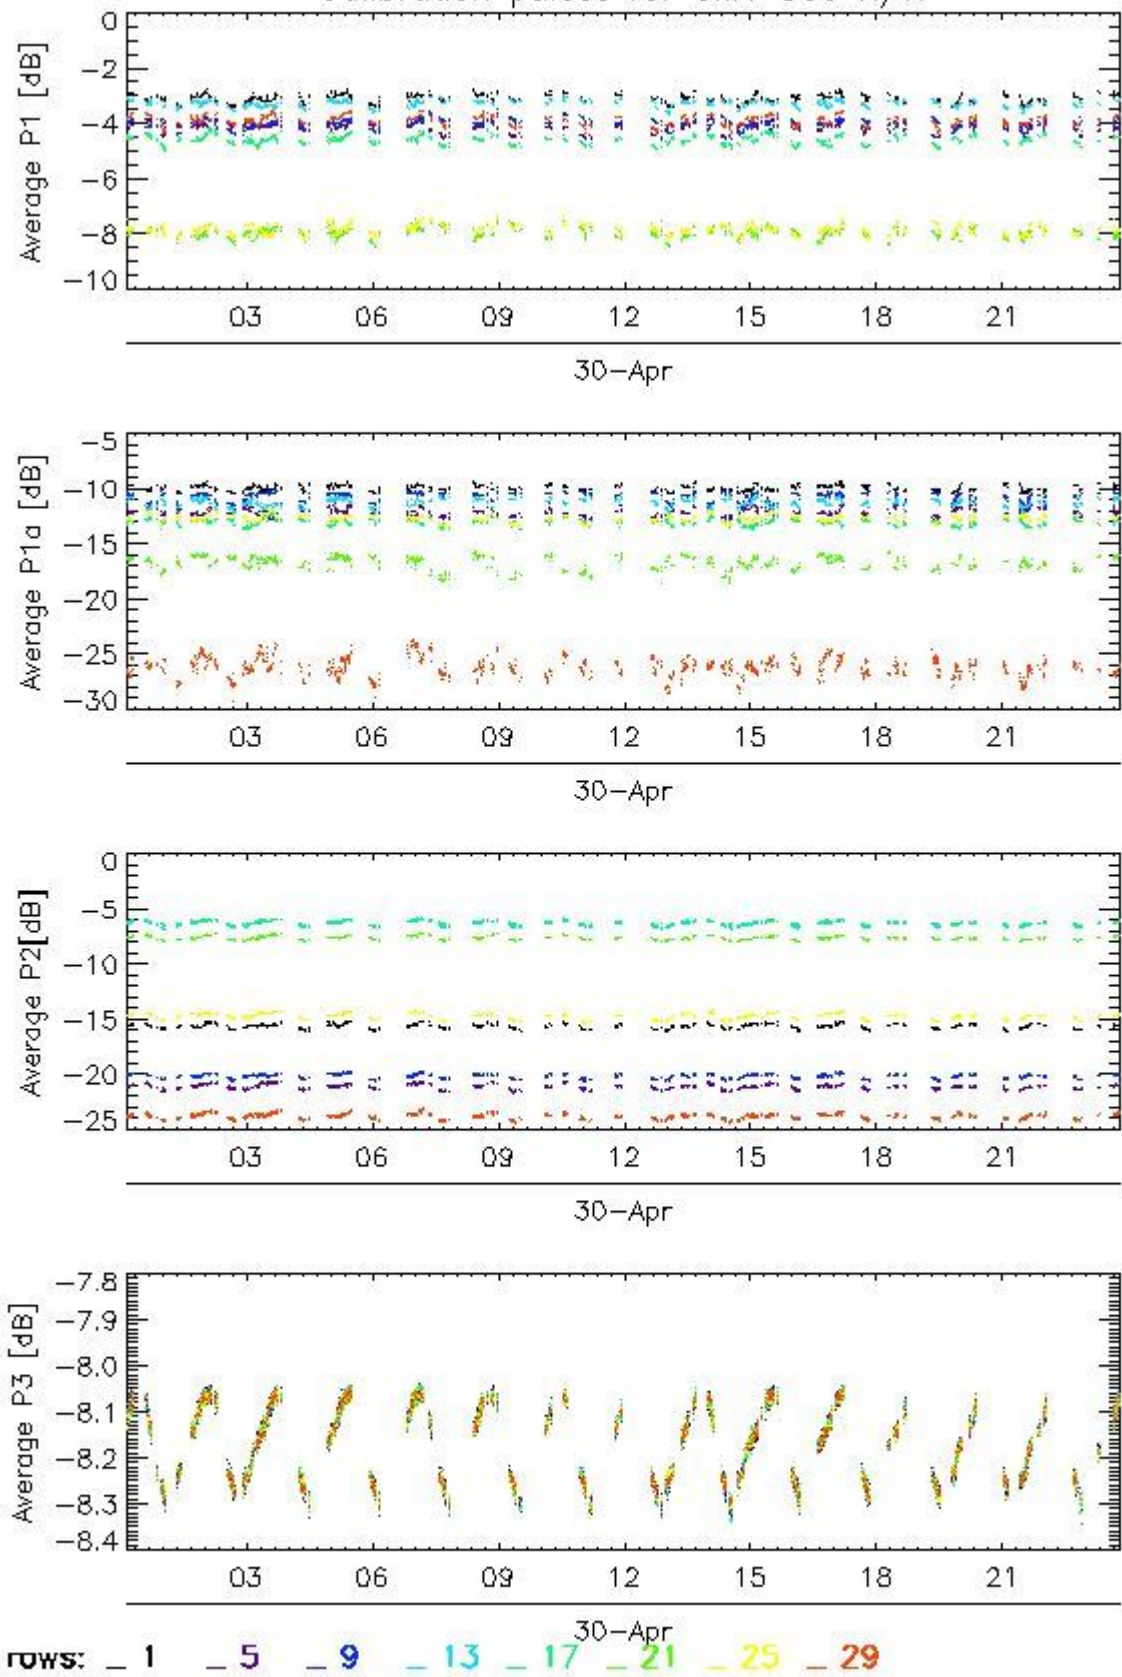 Average P1 [dB]
0
−2
−4
−6
−8
−10
03 06 09 12 15 18 21
30−Apr
Average P1a [dB]
−5
−10
−15
−20
−25
−30
03 06 09 12 15 18 21
30−Apr
Average P2[dB]
0
−5
−10
−15
−20
−25
03 06 09 12 15 18 21
30−Apr
Average P3 [dB]
−7.8
−7.9
−8.0
−8.1
−8.2
−8.3
−8.4
03 06 09 12 15 18 21
30−Apr
rows: _ 1 _ 5 _ 9 _ 13 _ 17 _ 21 _ 25 _ 29